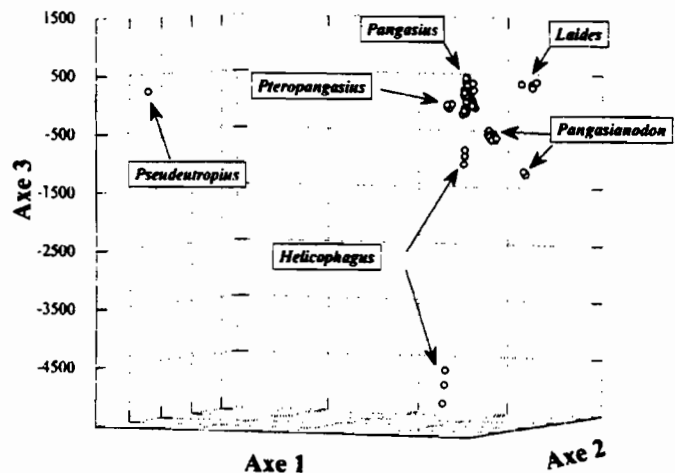 1500
500
-500
-1500
-2500
-3500
-4500
Axe 3
Pangasius
Laides
Pteropangasius
Pangasianodon
Pseudeutropius
Helicophagus
Axe 1
Axe 2